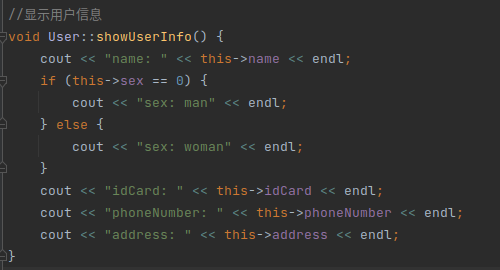 //显示用户信息
void User::showUserInfo() {
    cout << "name: " << this->name << endl;
    if (this->sex == 0) {
        cout << "sex: man" << endl;
    } else {
        cout << "sex: woman" << endl;
    }
    cout << "idCard: " << this->idCard << endl;
    cout << "phoneNumber: " << this->phoneNumber << endl;
    cout << "address: " << this->address << endl;
}